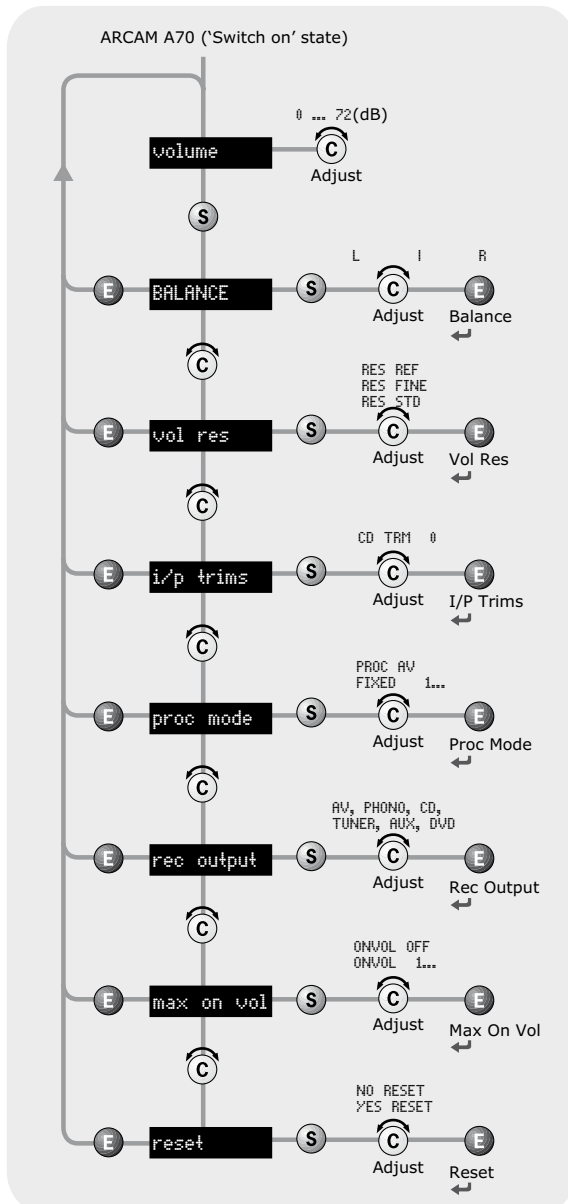 ARCAM A70 (‘Switch on’ state)
0 ... 72(dB)
volume
C
Adjust
S
L I R
E BALANCE S C E
Adjust Balance
C
RES REF
RES FINE
RES STD
E vol res S C E
Adjust Vol Res
C
CD TRM 0
E i/p trims S C E
Adjust I/P Trims
C
PROC AV
FIXED 1...
E proc mode S C E
Adjust Proc Mode
C
AV, PHONO, CD,
TUNER, AUX, DVD
E rec output S C E
Adjust Rec Output
C
ONVOL OFF
ONVOL 1...
E max on vol S C E
Adjust Max On Vol
C
NO RESET
YES RESET
E reset S C E
Adjust Reset